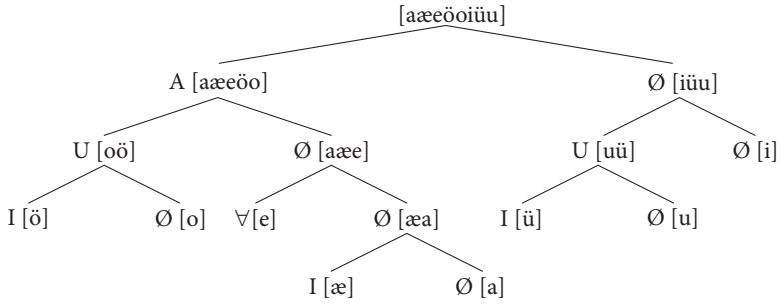 [aæeöoiüu]
A [aæeöo] Ø [iüu]
U [oö] Ø [aæe] U [uü] Ø [i]
I [ö] Ø [o] ∀[e] Ø [æa] I [ü] Ø [u]
I [æ] Ø [a]